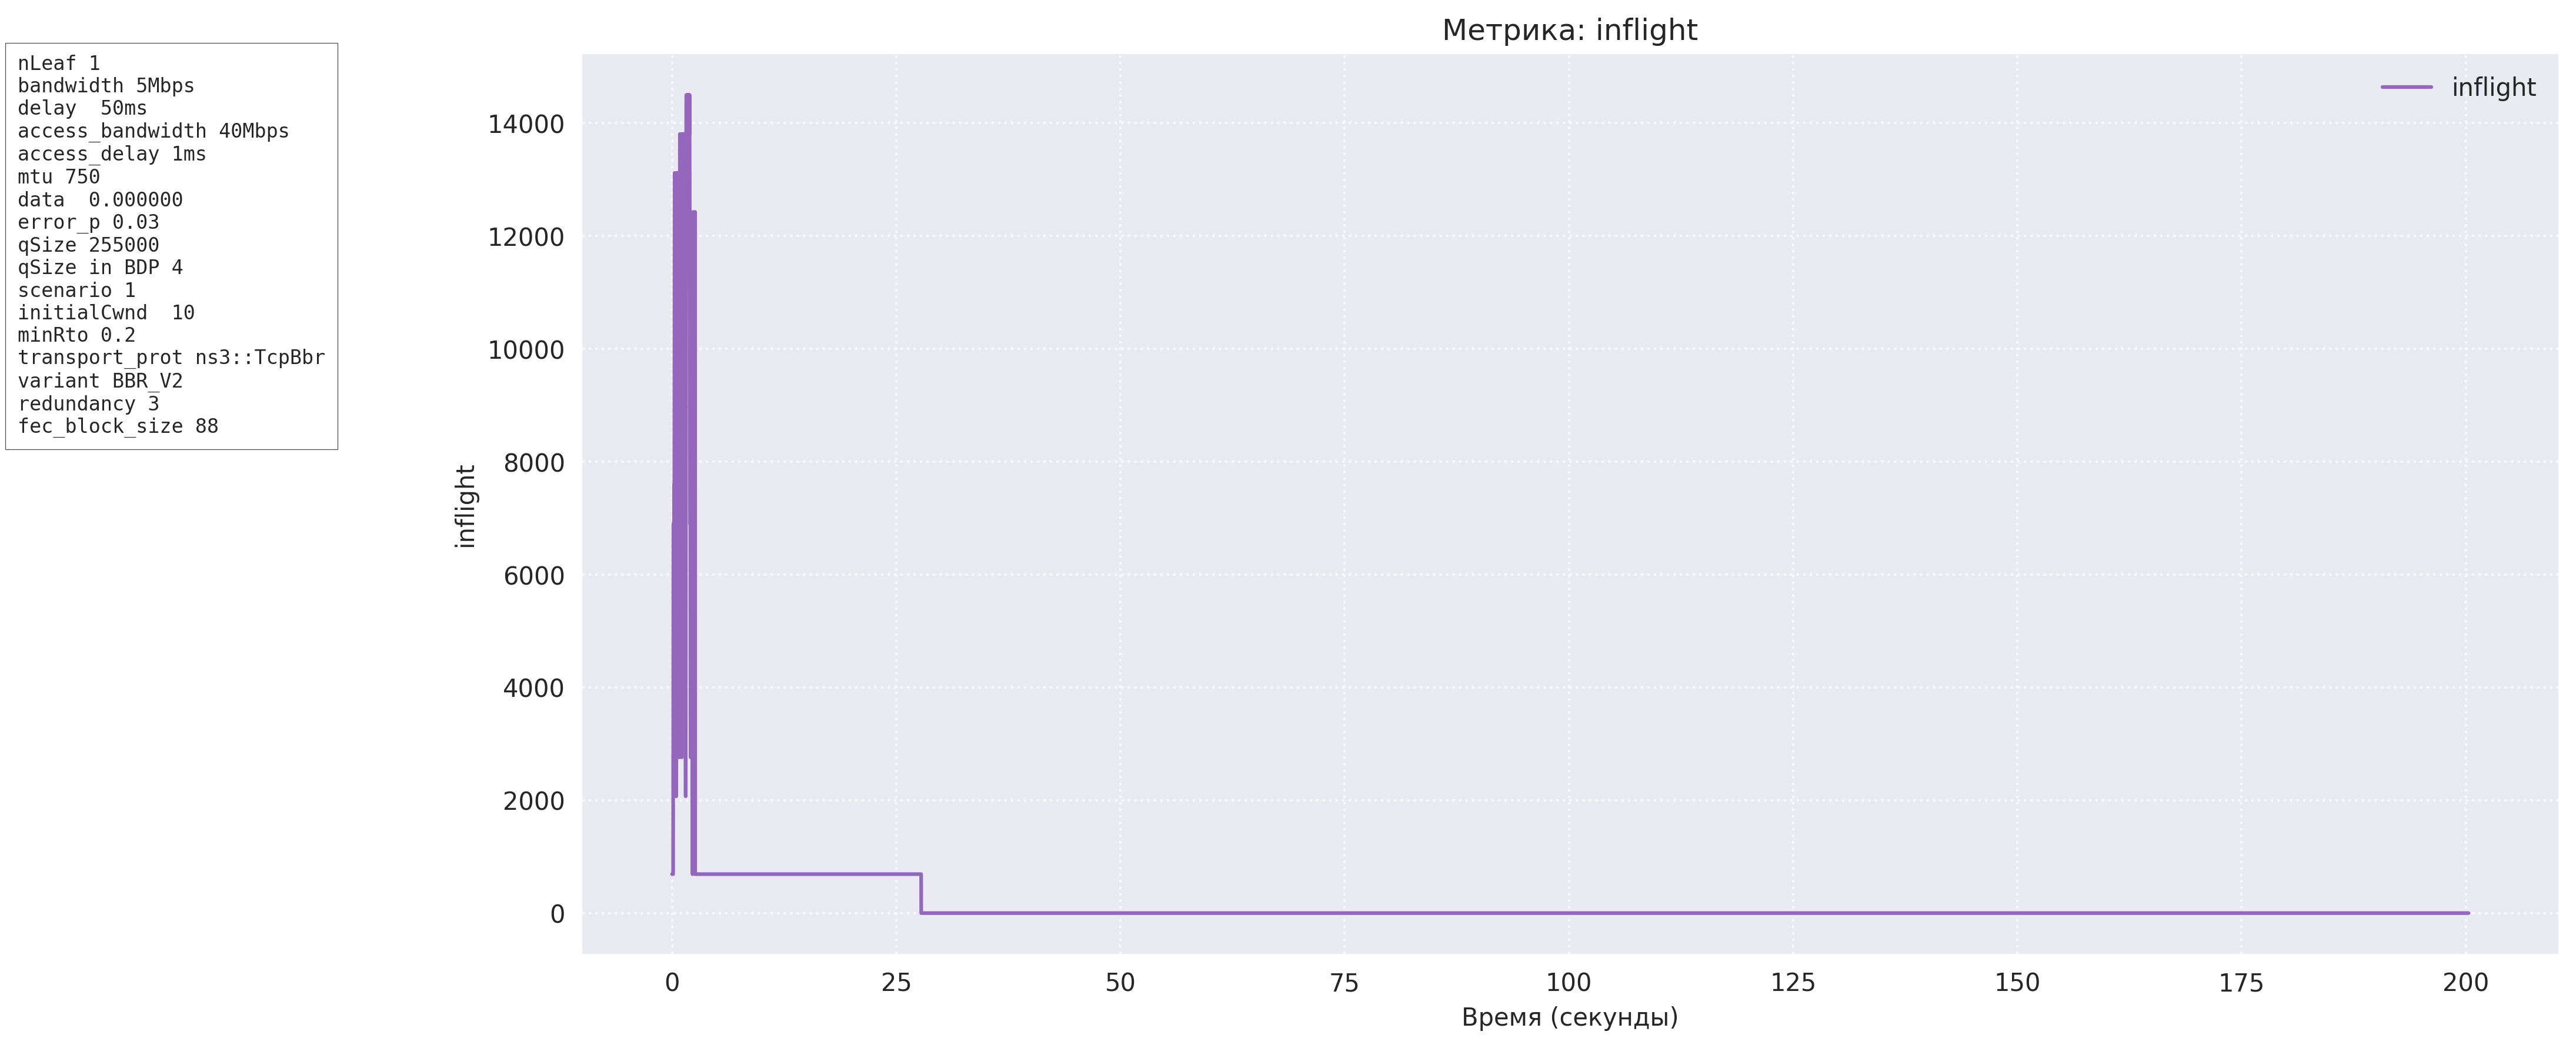 Метрика: inflight
nLeaf 1
bandwidth 5Mbps
delay  50ms
access_bandwidth 40Mbps
access_delay 1ms
mtu 750
data  0.000000
error_p 0.03
qSize 255000
qSize in BDP 4
scenario 1
initialCwnd  10
minRto 0.2
transport_prot ns3::TcpBbr
variant BBR_V2
redundancy 3
fec_block_size 88
inflight
inflight
14000
12000
10000
8000
6000
4000
2000
0
0 25 50 75 100 125 150 175 200
Время (секунды)